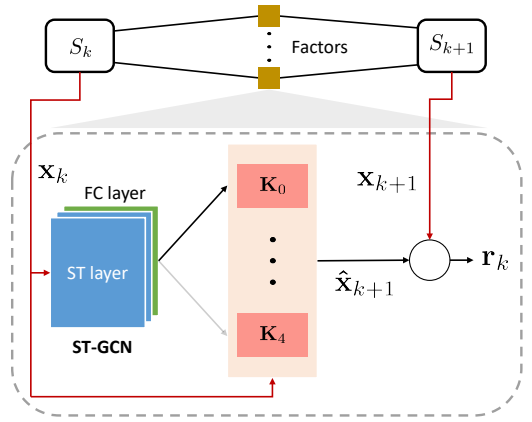 S_k
Factors
S_{k+1}
x_k
x_{k+1}
FC layer
ST layer
ST-GCN
K_0
K_4
x̂_{k+1}
r_k